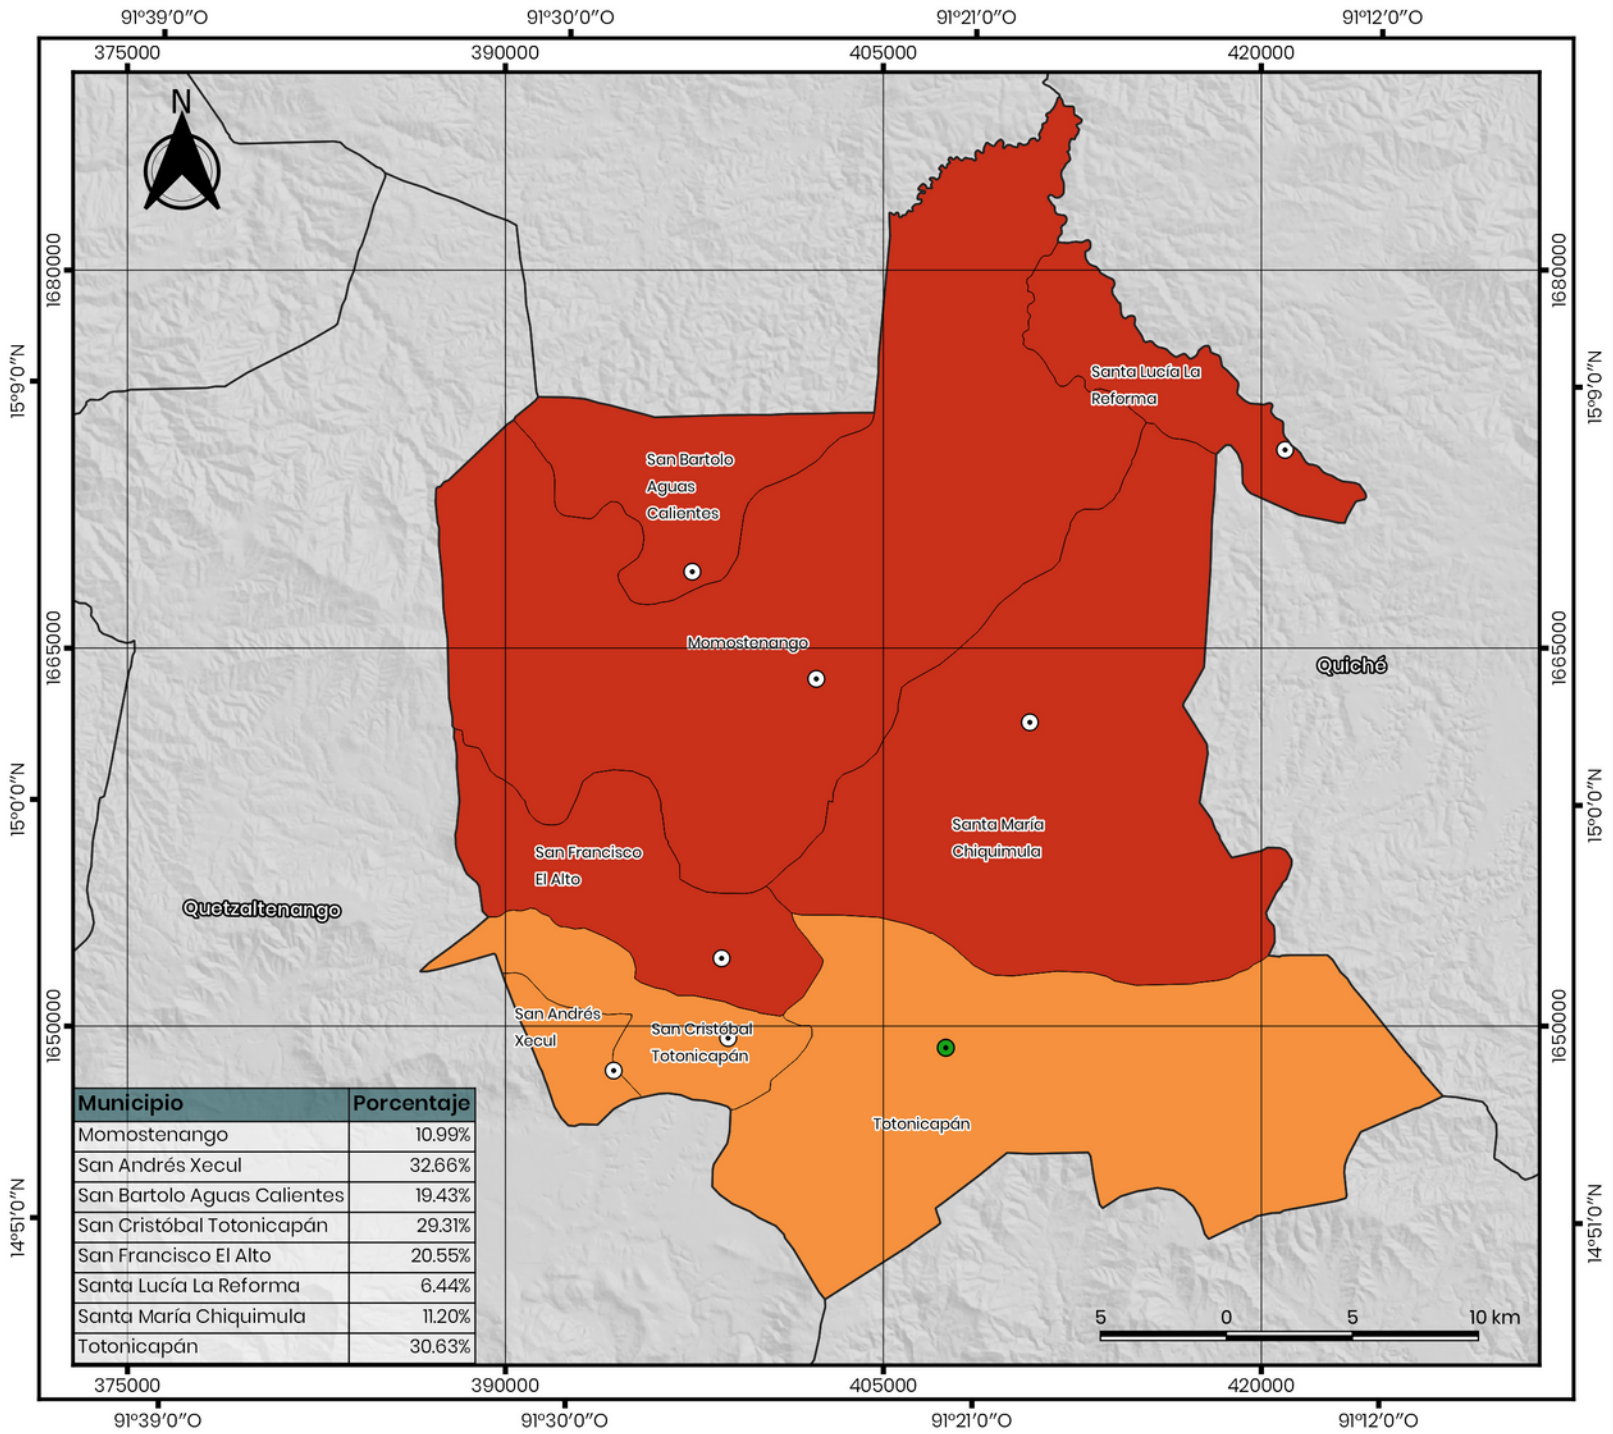 91°39'0"O 91°30'0"O 91°21'0"O 91°12'0"O
375000 390000 405000 420000
N
1680000 1680000
15°9'0"N 15°9'0"N
Santa Lucía La
Reforma
San Bartolo
Aguas
Calientes
Momostenango
1665000 1665000
Quiché
15°0'0"N 15°0'0"N
Santa María
Chiquimula
San Francisco
El Alto
Quetzaltenango
1650000 1650000
San Andrés
Xecul
San Cristóbal
Totonicapán
Totonicapán
Municipio Porcentaje
Momostenango 10.99%
San Andrés Xecul 32.66%
San Bartolo Aguas Calientes 19.43%
San Cristóbal Totonicapán 29.31%
San Francisco El Alto 20.55%
Santa Lucía La Reforma 6.44%
Santa María Chiquimula 11.20%
Totonicapán 30.63%
14°51'0"N 14°51'0"N
5 0 5 10 km
375000 390000 405000 420000
91°39'0"O 91°30'0"O 91°21'0"O 91°12'0"O